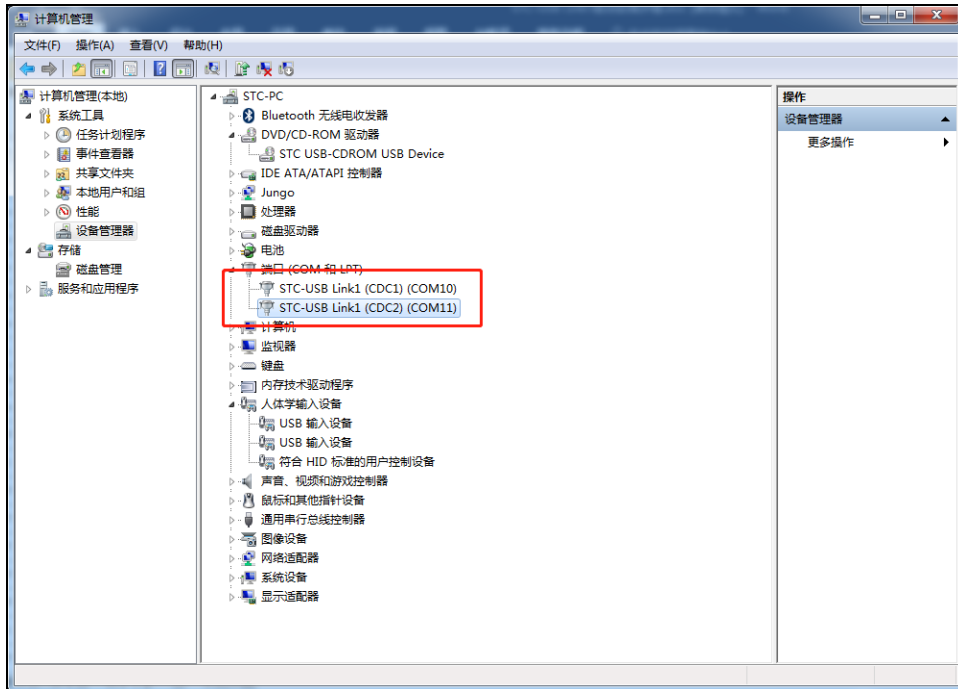 计算机管理
文件(F) 操作(A) 查看(V) 帮助(H)
计算机管理(本地)
系统工具
任务计划程序
事件查看器
共享文件夹
本地用户和组
性能
设备管理器
存储
磁盘管理
服务和应用程序
STC-PC
Bluetooth 无线电收发器
DVD/CD-ROM 驱动器
STC USB-CDROM USB Device
IDE ATA/ATAPI 控制器
Jungo
处理器
磁盘驱动器
电池
端口 (COM 和 LPT)
STC-USB Link1 (CDC1) (COM10)
STC-USB Link1 (CDC2) (COM11)
计算机
监视器
键盘
内存技术驱动程序
人体学输入设备
USB 输入设备
USB 输入设备
符合 HID 标准的用户控制设备
声音、视频和游戏控制器
鼠标和其他指针设备
通用串行总线控制器
图像设备
网络适配器
系统设备
显示适配器
操作
设备管理器
更多操作